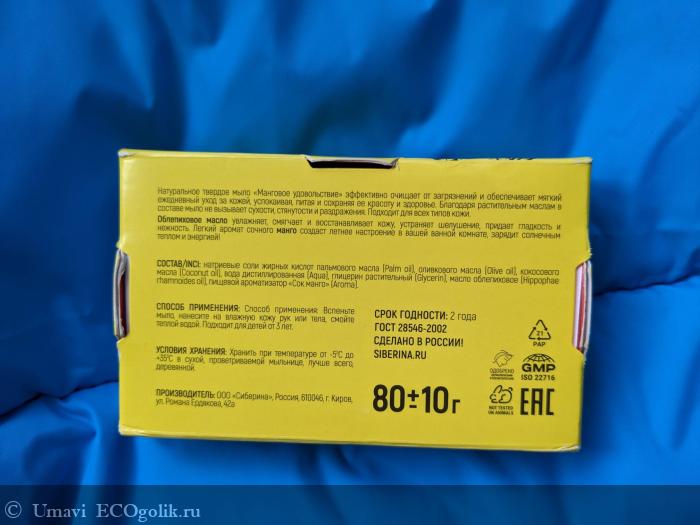 Натуральное твердое мыло «Манговое удовольствие» эффективно очищает от загрязнений и обеспечивает мягкий
ежедневный уход за кожей, успокаивая, питая и сохраняя ее красоту и здоровье. Благодаря растительным маслам в
составе мыло не вызывает сухости, стянутости и раздражения. Подходит для всех типов кожи.
Облепиховое масло увлажняет, смягчает и восстанавливает кожу, устраняет шелушение, придает гладкость и
нежность. Легкий аромат сочного манго создаст летнее настроение в вашей ванной комнате, зарядит солнечным
теплом и энергией!
СОСТАВ/INCI: натриевые соли жирных кислот пальмового масла (Palm oil), оливкового масла (Olive oil), кокосового
масла (Coconut oil), вода дистиллированная (Aqua), глицерин растительный (Glycerin), масло облепиховое (Hippophae
rhamnoides oil), пищевой ароматизатор «Сок манго» (Aroma).
СПОСОБ ПРИМЕНЕНИЯ: Способ применения: Вспеньте
мыло, нанесите на влажную кожу рук или тела, смойте
теплой водой. Подходит для детей от 3 лет.
УСЛОВИЯ ХРАНЕНИЯ: Хранить при температуре от -5°С до
+35°С в сухой, проветриваемой мыльнице, лучше всего,
деревянной.
ПРОИЗВОДИТЕЛЬ: ООО «Сиберина», Россия, 610046, г. Киров,
ул. Романа Ердякова, 42а
СРОК ГОДНОСТИ: 2 года
ГОСТ 28546-2002
СДЕЛАНО В РОССИИ!
SIBERINA.RU
80±10 г
21
PAP
ОДОБРЕНО
GMP
ISO 22716
NOT TESTED
ON ANIMALS
EAC
© Umavi ECOgolik.ru